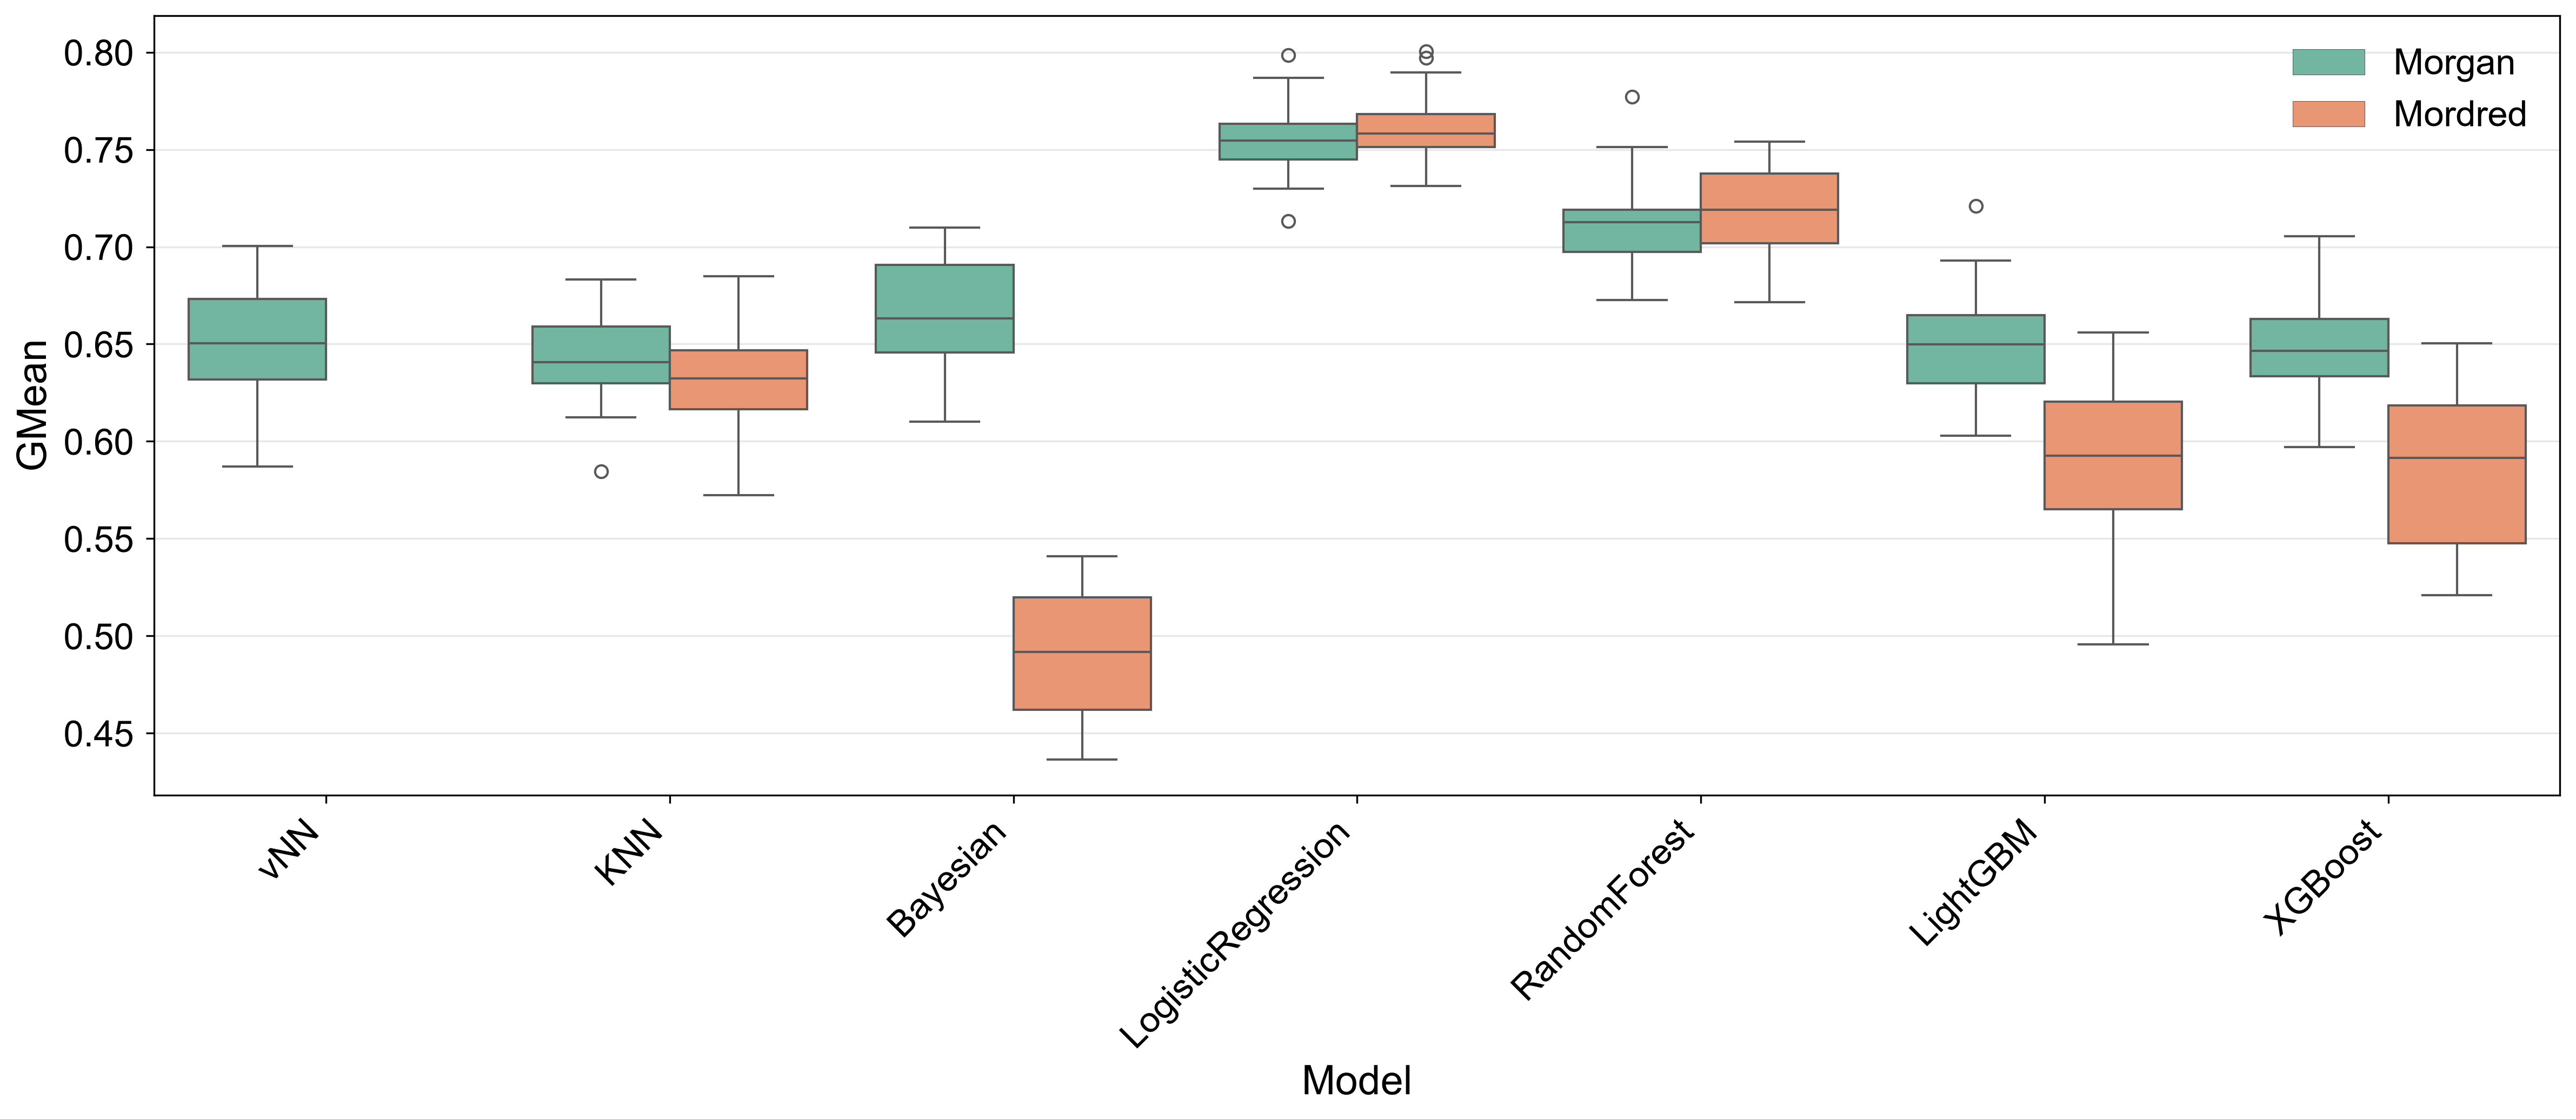 0.80
0.75
0.70
0.65
0.60
0.55
0.50
0.45
GMean
Morgan
Mordred
vNN
KNN
Bayesian
LogisticRegression
RandomForest
LightGBM
XGBoost
Model